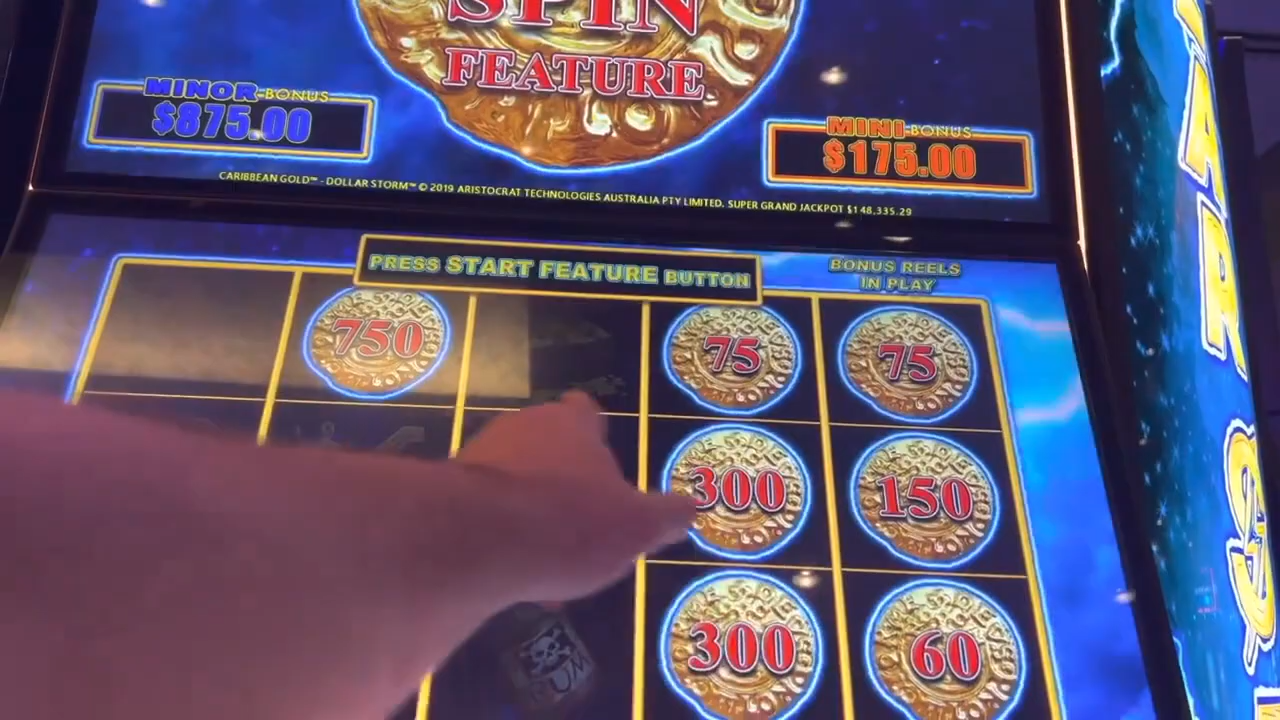 SPIN
FEATURE
MINOR BONUS
$875.00
MINI BONUS
$175.00
CARIBBEAN GOLD™ - DOLLAR STORM™ © 2019 ARISTOCRAT TECHNOLOGIES AUSTRALIA PTY LIMITED. SUPER GRAND JACKPOT $148,335.29
PRESS START FEATURE BUTTON
BONUS REELS
IN PLAY
750
75
75
300
150
300
60
RUM
AR $